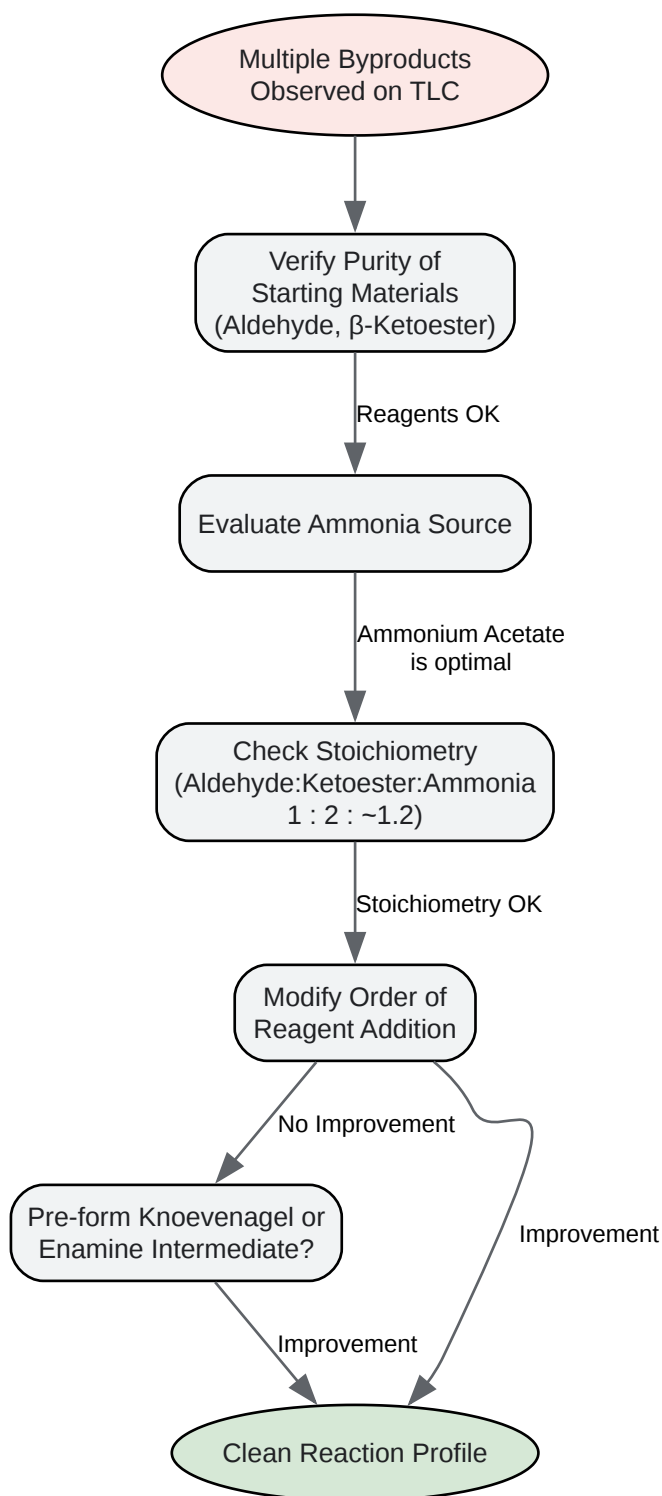 Multiple Byproducts
Observed on TLC
Verify Purity of
Starting Materials
(Aldehyde, β-Ketoester)
Reagents OK
Evaluate Ammonia Source
Ammonium Acetate
is optimal
Check Stoichiometry
(Aldehyde:Ketoester:Ammonia
1 : 2 : ~1.2)
Stoichiometry OK
Modify Order of
Reagent Addition
No Improvement
Pre-form Knoevenagel or
Enamine Intermediate?
Improvement
Improvement
Clean Reaction Profile